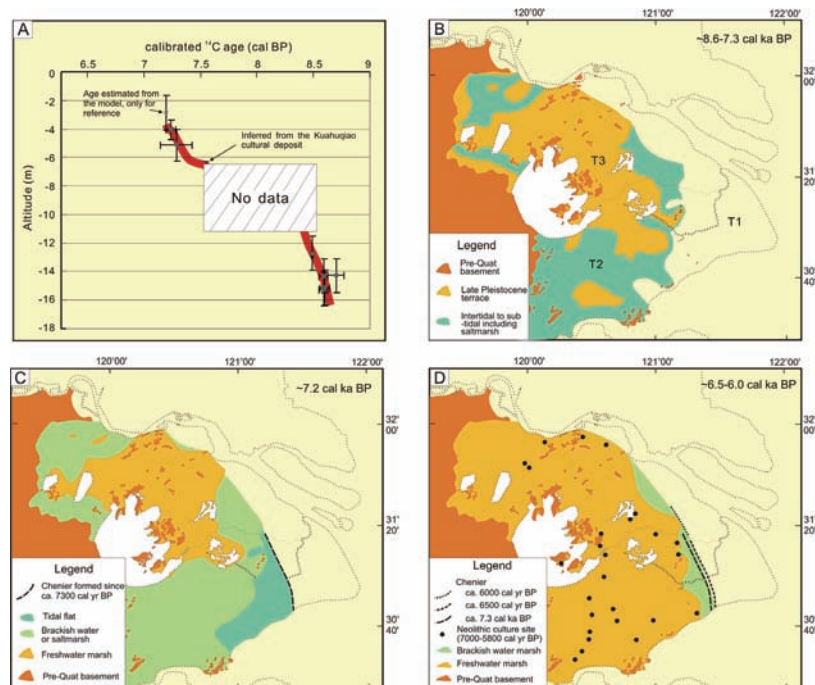 A
calibrated ¹⁴C age (cal BP)
6.5 7 7.5 8 8.5 9
0
-2
-4
-6
-8
-10
-12
-14
-16
-18
Altitude (m)
Age estimated from
the model, only for
reference
Inferred from the Kuahuqiao
cultural deposit
No data
B
120'00' 121'00' 122'00'
~8.6-7.3 cal ka BP
32'
00'
31'
20'
30'
40'
T3
T1
T2
Legend
Pre-Quat
basement
Late Pleistocene
terrace
Intertidal to sub
-tidal including
saltmarsh
C
120'00' 121'00'
~7.2 cal ka BP
32'
00'
31'
20'
30'
40'
Legend
Chenier formed since
ca. 7300 cal yr BP
Tidal flat
Brackish water
or saltmarsh
Freshwater marsh
Pre-Quat basement
D
120'00' 121'00'
~6.5-6.0 cal ka BP
32'
00'
31'
20'
30'
40'
Legend
Chenier
ca. 6000 cal yr BP
ca. 6500 cal yr BP
ca. 7.3 cal ka BP
Neolithic culture site
(7000-5800 cal yr BP)
Brackish water marsh
Freshwater marsh
Pre-Quat basement